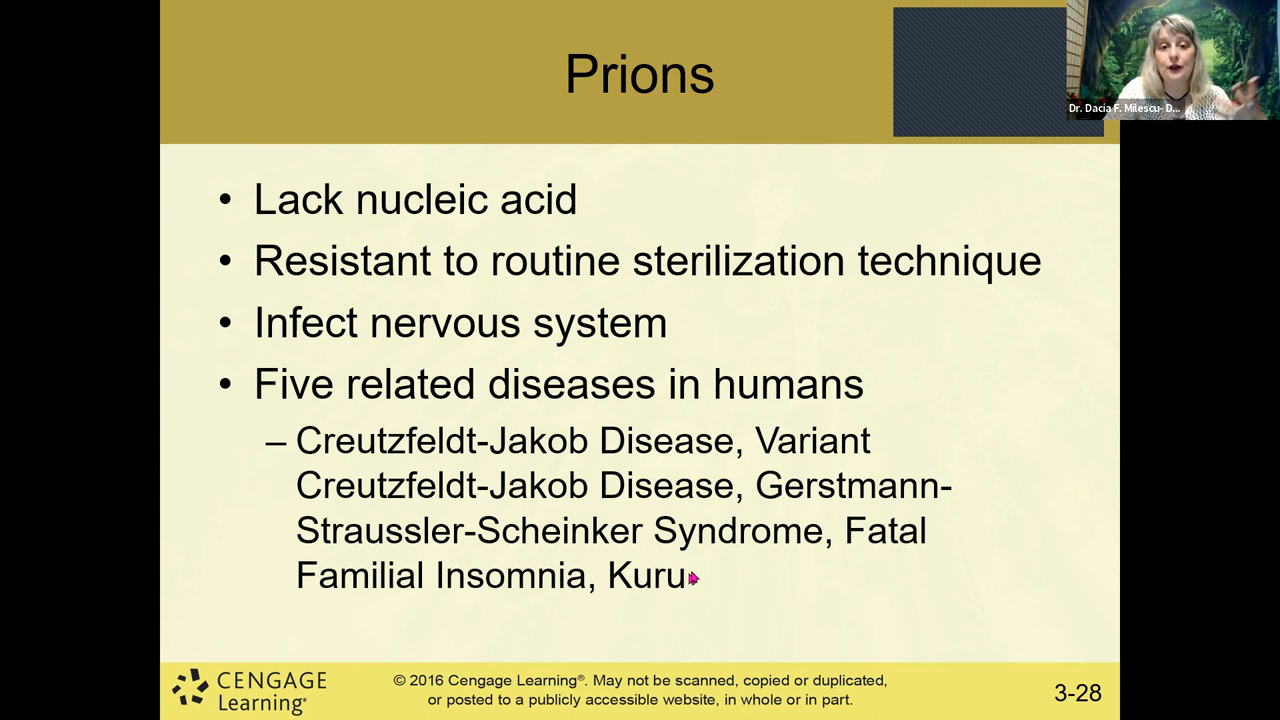 Prions
Dr. Dacia F. Milescu- D...
• Lack nucleic acid
• Resistant to routine sterilization technique
• Infect nervous system
• Five related diseases in humans
– Creutzfeldt-Jakob Disease, Variant
Creutzfeldt-Jakob Disease, Gerstmann-
Straussler-Scheinker Syndrome, Fatal
Familial Insomnia, Kuru
CENGAGE
Learning®
© 2016 Cengage Learning®. May not be scanned, copied or duplicated,
or posted to a publicly accessible website, in whole or in part.
3-28